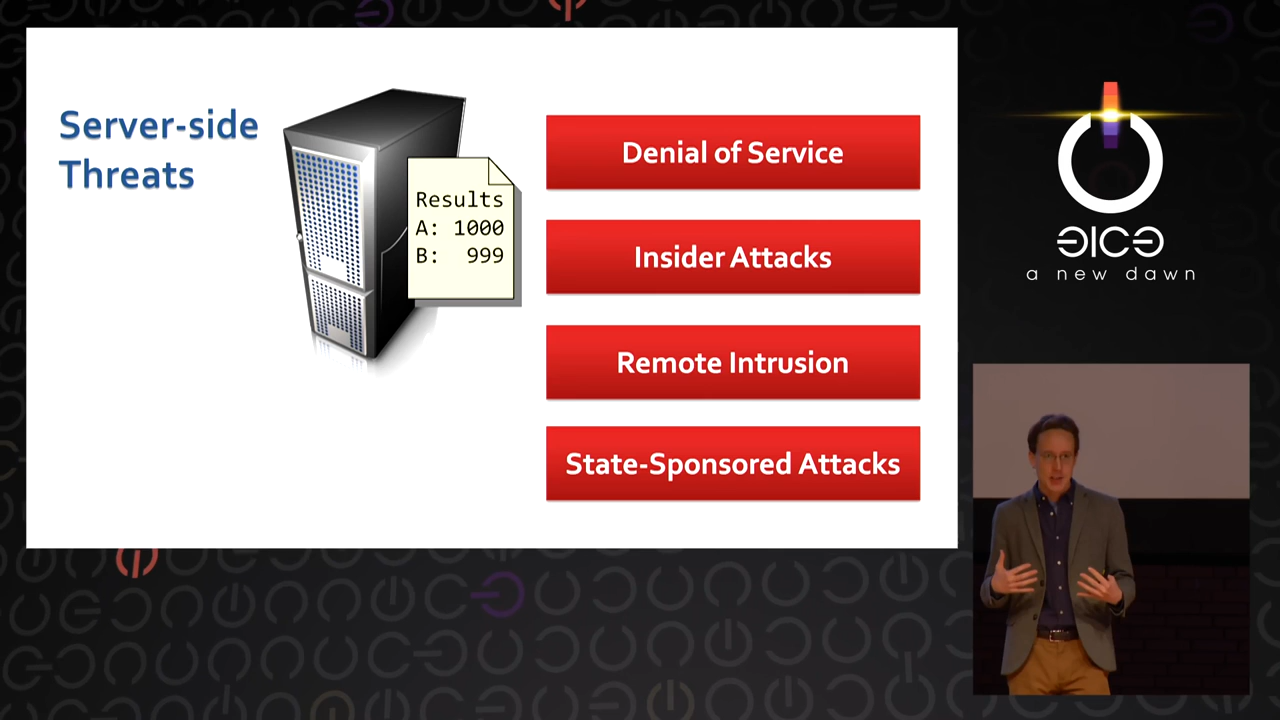 Server-side
Threats
Results
A: 1000
B: 999
Denial of Service
Insider Attacks
Remote Intrusion
State-Sponsored Attacks
a new dawn